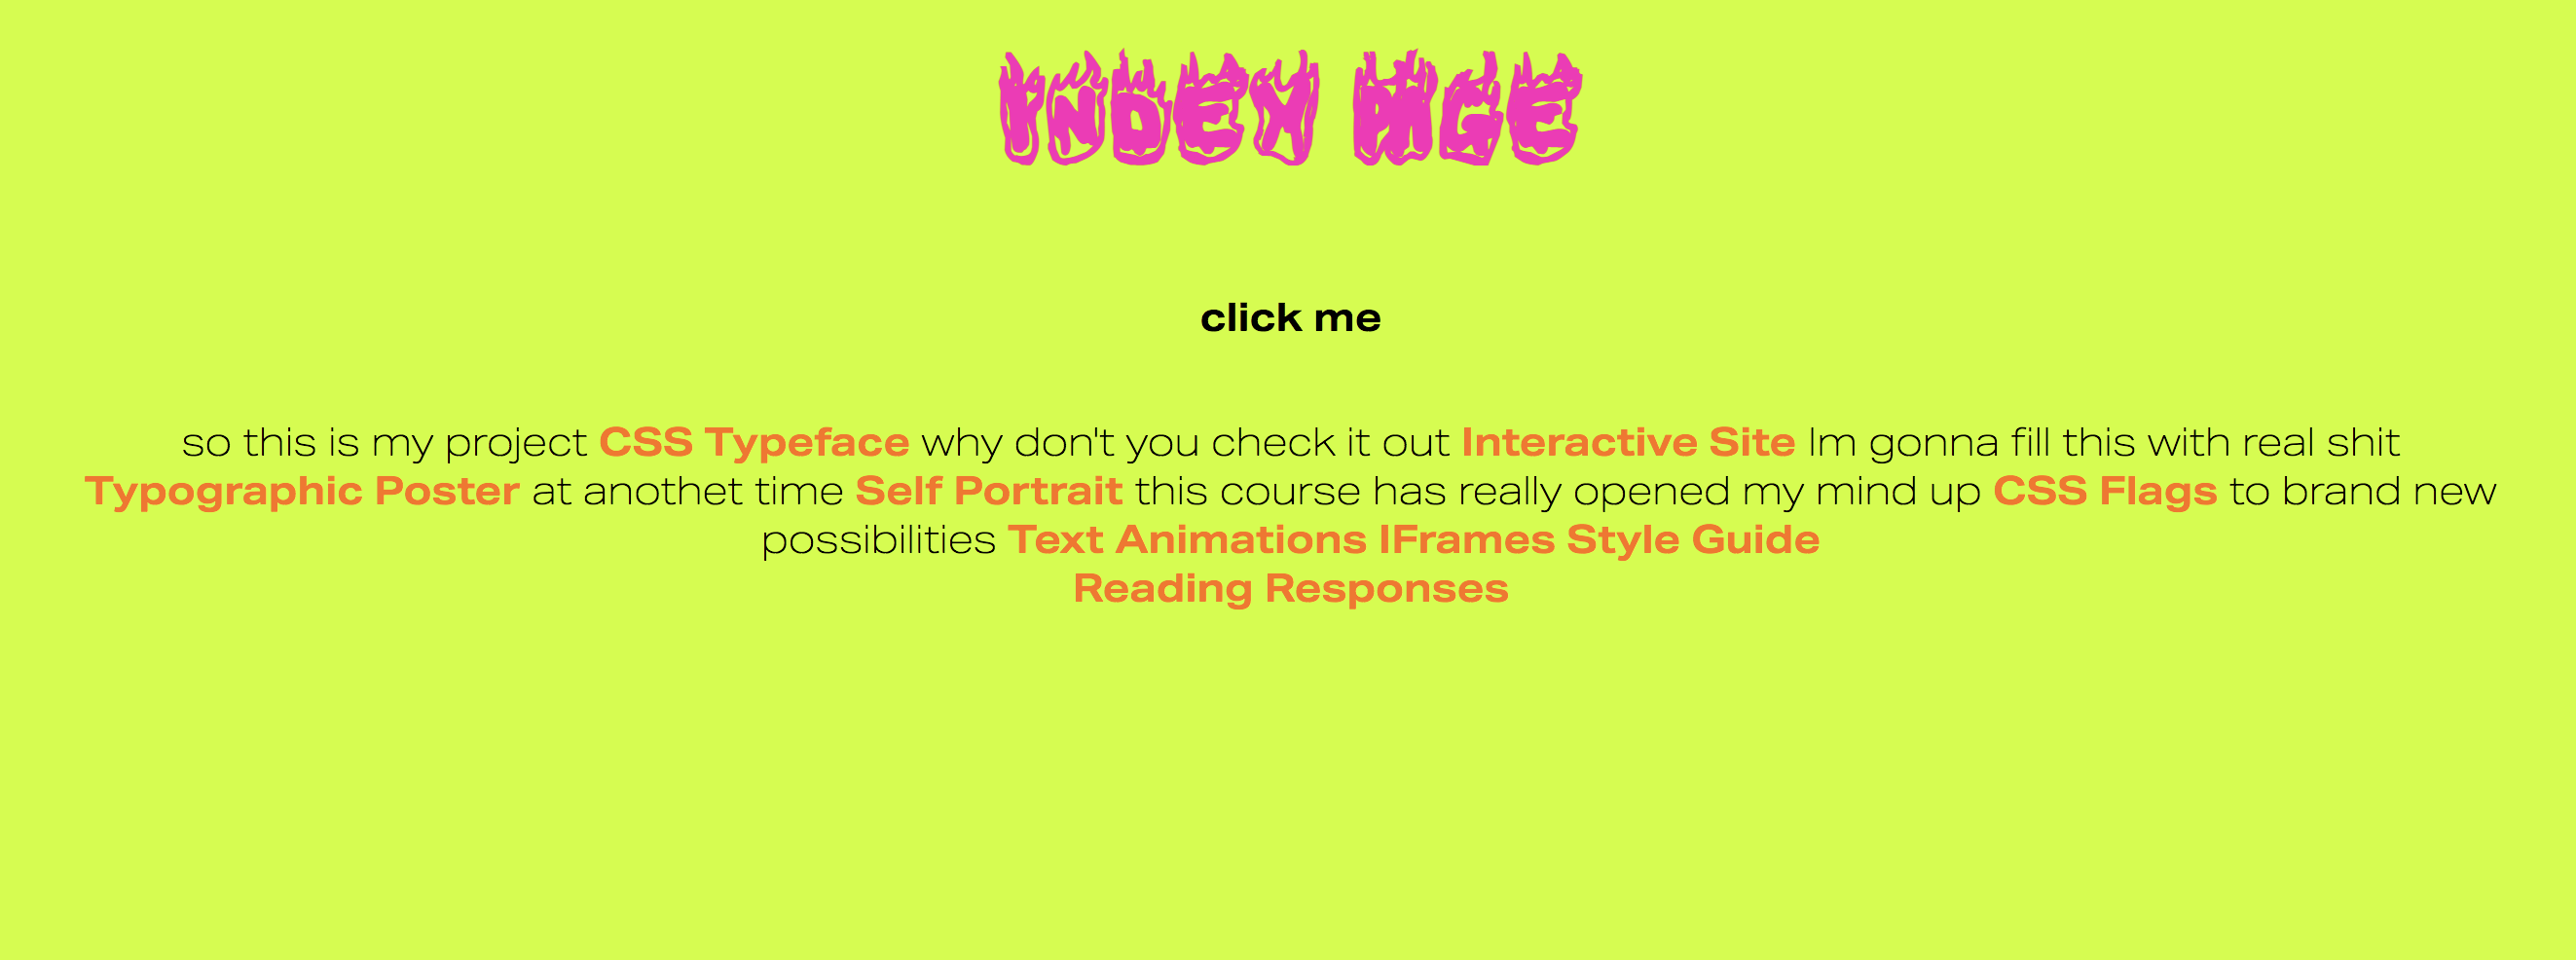 INDEX PAGE
click me
so this is my project CSS Typeface why don't you check it out Interactive Site Im gonna fill this with real shit
Typographic Poster at anothet time Self Portrait this course has really opened my mind up CSS Flags to brand new
possibilities Text Animations IFrames Style Guide
Reading Responses